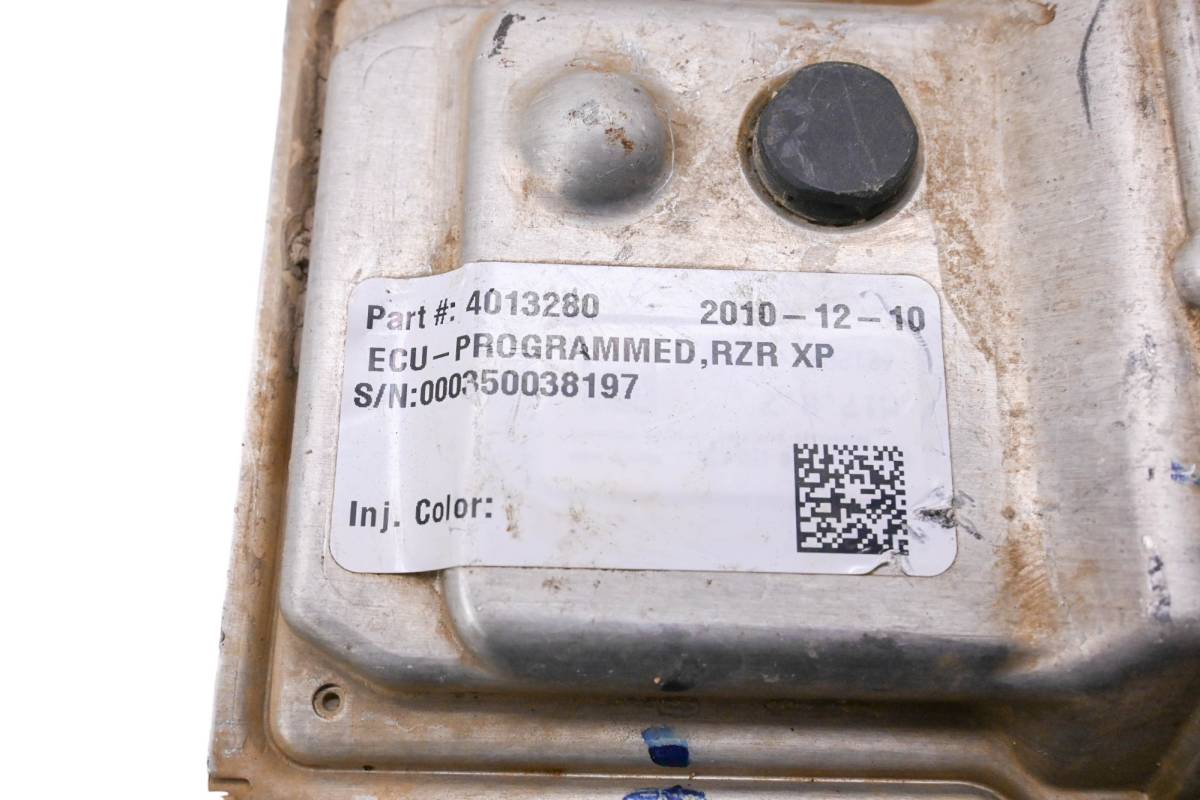 Part #: 4013280 2010-12-10
ECU-PROGRAMMED,RZR XP
S/N:000350038197
Inj. Color: